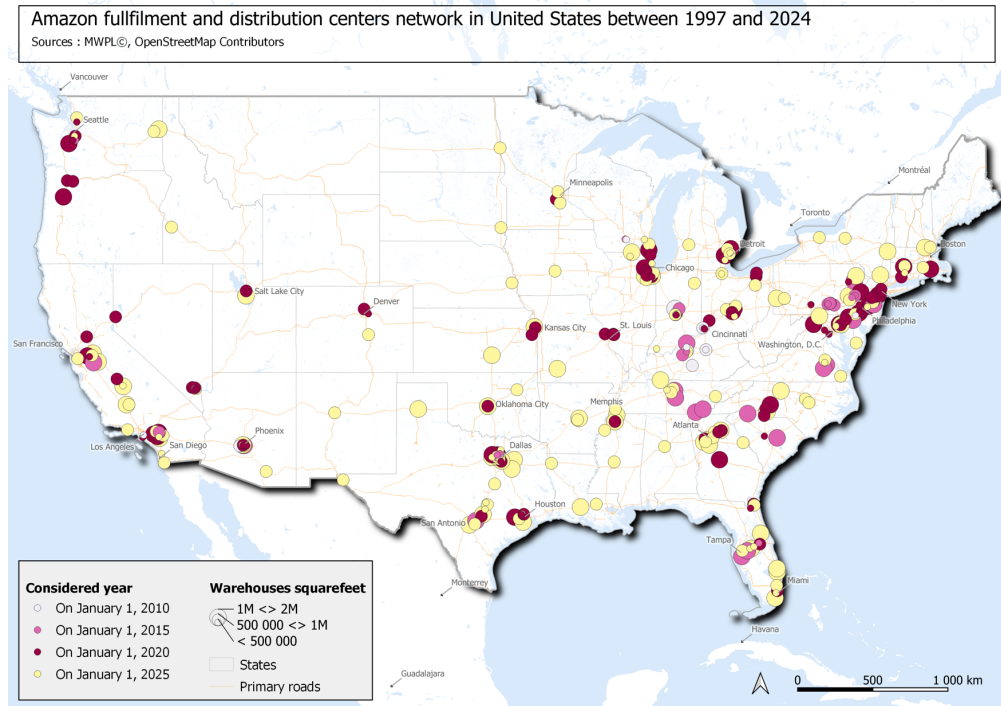 Amazon fullfilment and distribution centers network in United States between 1997 and 2024
Sources : MWPL©, OpenStreetMap Contributors
Vancouver
Seattle
Minneapolis
Montréal
Toronto
Boston
Detroit
Chicago
Salt Lake City
Denver
New York
Philadelphia
Kansas City
St. Louis
Cincinnati
Washington, D.C.
San Francisco
Oklahoma City
Memphis
Atlanta
Phoenix
Los Angeles
San Diego
Dallas
Houston
San Antonio
Tampa
Miami
Monterrey
Havana
Guadalajara
Considered year
On January 1, 2010
On January 1, 2015
On January 1, 2020
On January 1, 2025
Warehouses squarefeet
1M <> 2M
500 000 <> 1M
< 500 000
States
Primary roads
0 500 1 000 km